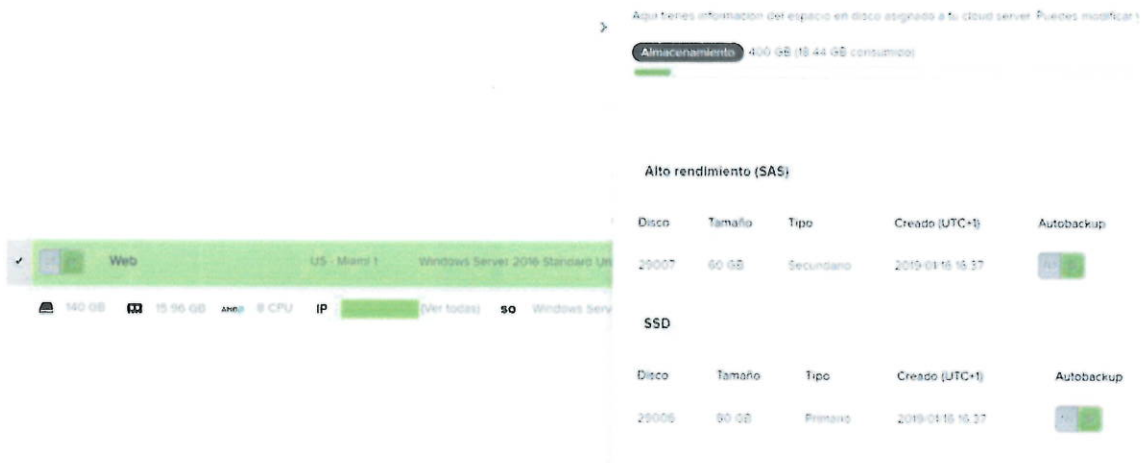 Aquí tienes información del espacio en disco asignado a tu cloud server. Puedes modificar y
Almacenamiento 400 GB (18.44 GB consumido)
Alto rendimiento (SAS)
Disco Tamaño Tipo Creado (UTC+1) Autobackup
29007 60 GB Secundario 2019-01-16 16:37
SSD
Disco Tamaño Tipo Creado (UTC+1) Autobackup
80 GB Primario 2019-01-16 16:37
Web US - Miami 1 Windows Server 2016 Standard
140 GB 15.96 GB AMD 8 CPU IP (Ver todas) SO Windows Serv